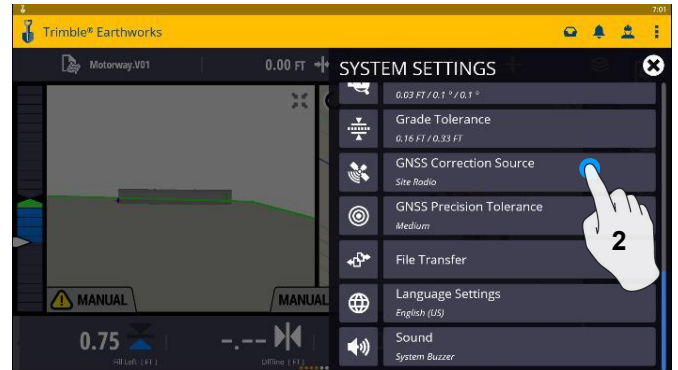 7:01
Trimble® Earthworks
Motorway.V01
0.00 FT
SYSTEM SETTINGS
0.03 FT / 0.1 ° / 0.1 °
Grade Tolerance
0.16 FT / 0.33 FT
GNSS Correction Source
Site Radio
GNSS Precision Tolerance
Medium
2
File Transfer
MANUAL
MANUAL
Language Settings
English (US)
0.75
-.--
Sound
System Buzzer
Fill Left (FT)
Offline (FT)